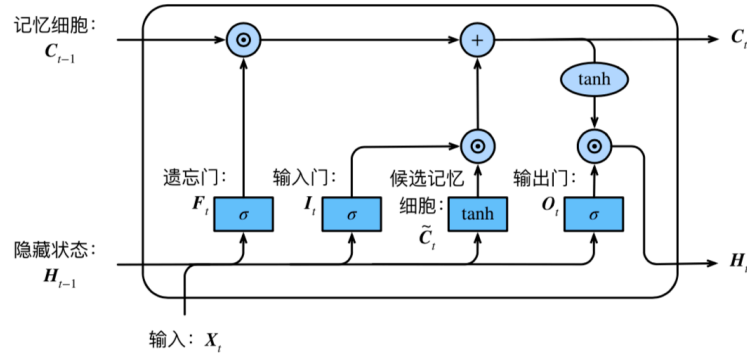 记忆细胞：
C_{t-1}
⊙
+
C_t
tanh
⊙
⊙
遗忘门：
F_t
σ
输入门：
I_t
σ
候选记忆
细胞：
C̃_t
tanh
输出门：
O_t
σ
隐藏状态：
H_{t-1}
H_t
输入：X_t